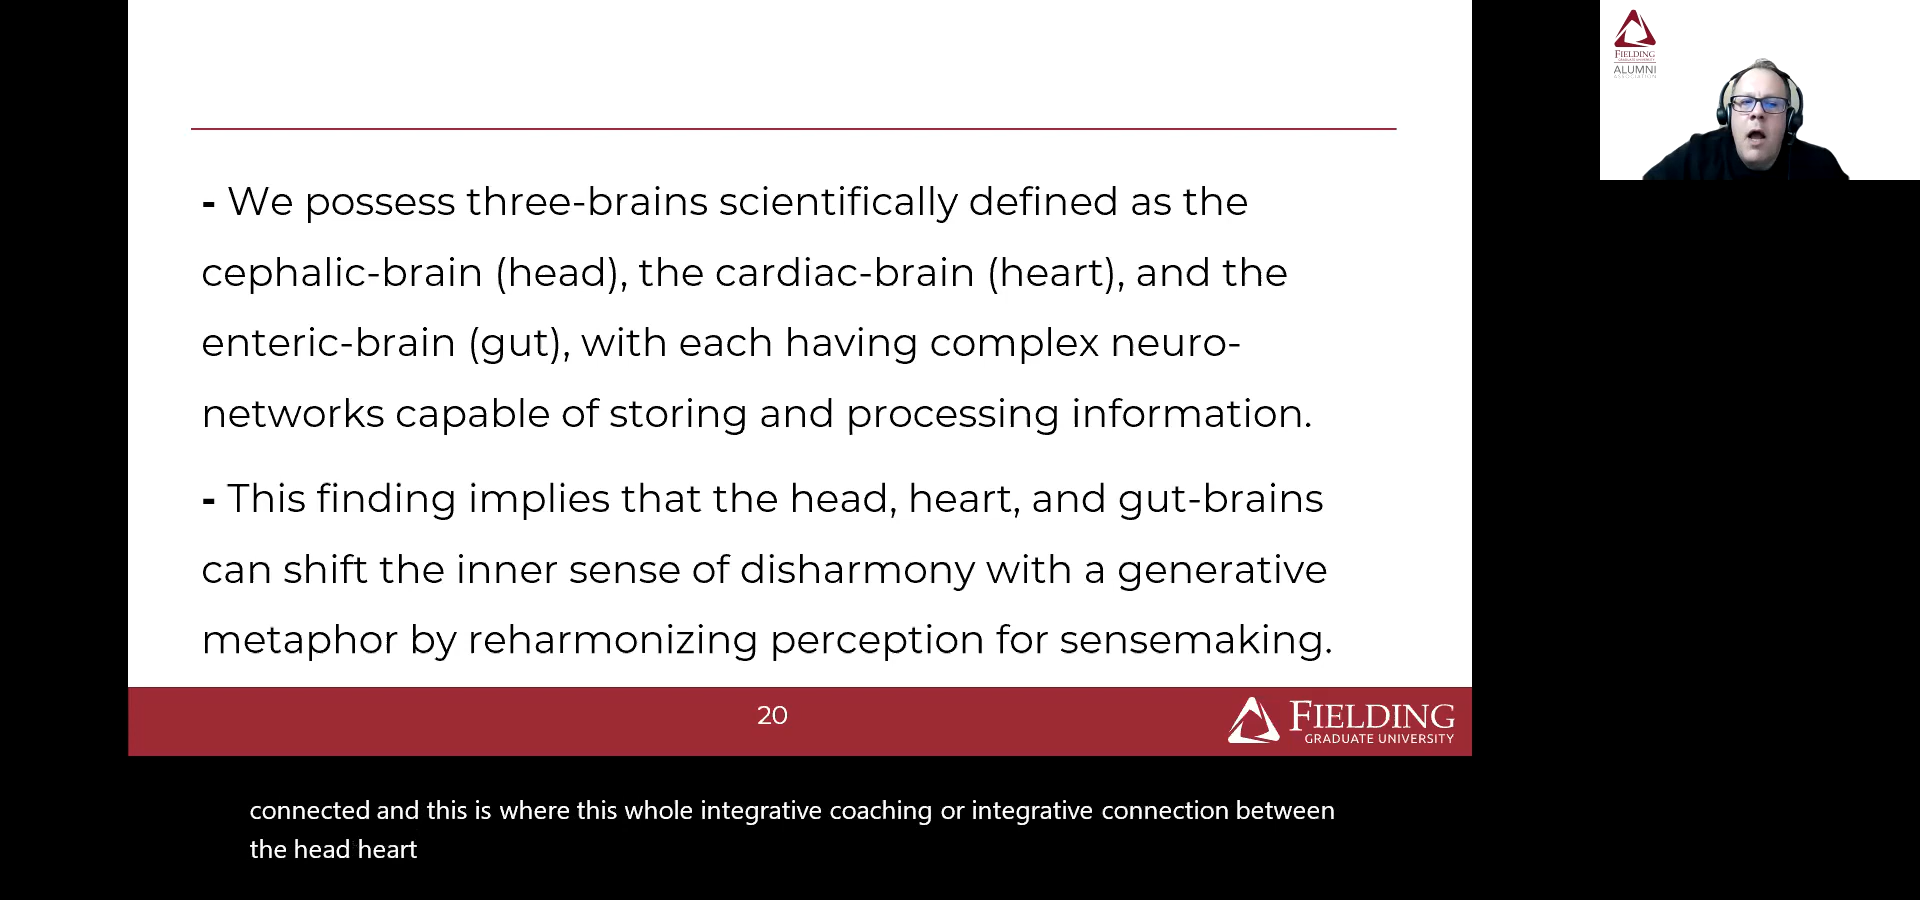 - We possess three-brains scientifically defined as the
cephalic-brain (head), the cardiac-brain (heart), and the
enteric-brain (gut), with each having complex neuro-
networks capable of storing and processing information.
- This finding implies that the head, heart, and gut-brains
can shift the inner sense of disharmony with a generative
metaphor by reharmonizing perception for sensemaking.
20
FIELDING
GRADUATE UNIVERSITY
connected and this is where this whole integrative coaching or integrative connection between
the head heart
FIELDING
GRADUATE UNIVERSITY
ALUMNI
ASSOCIATION